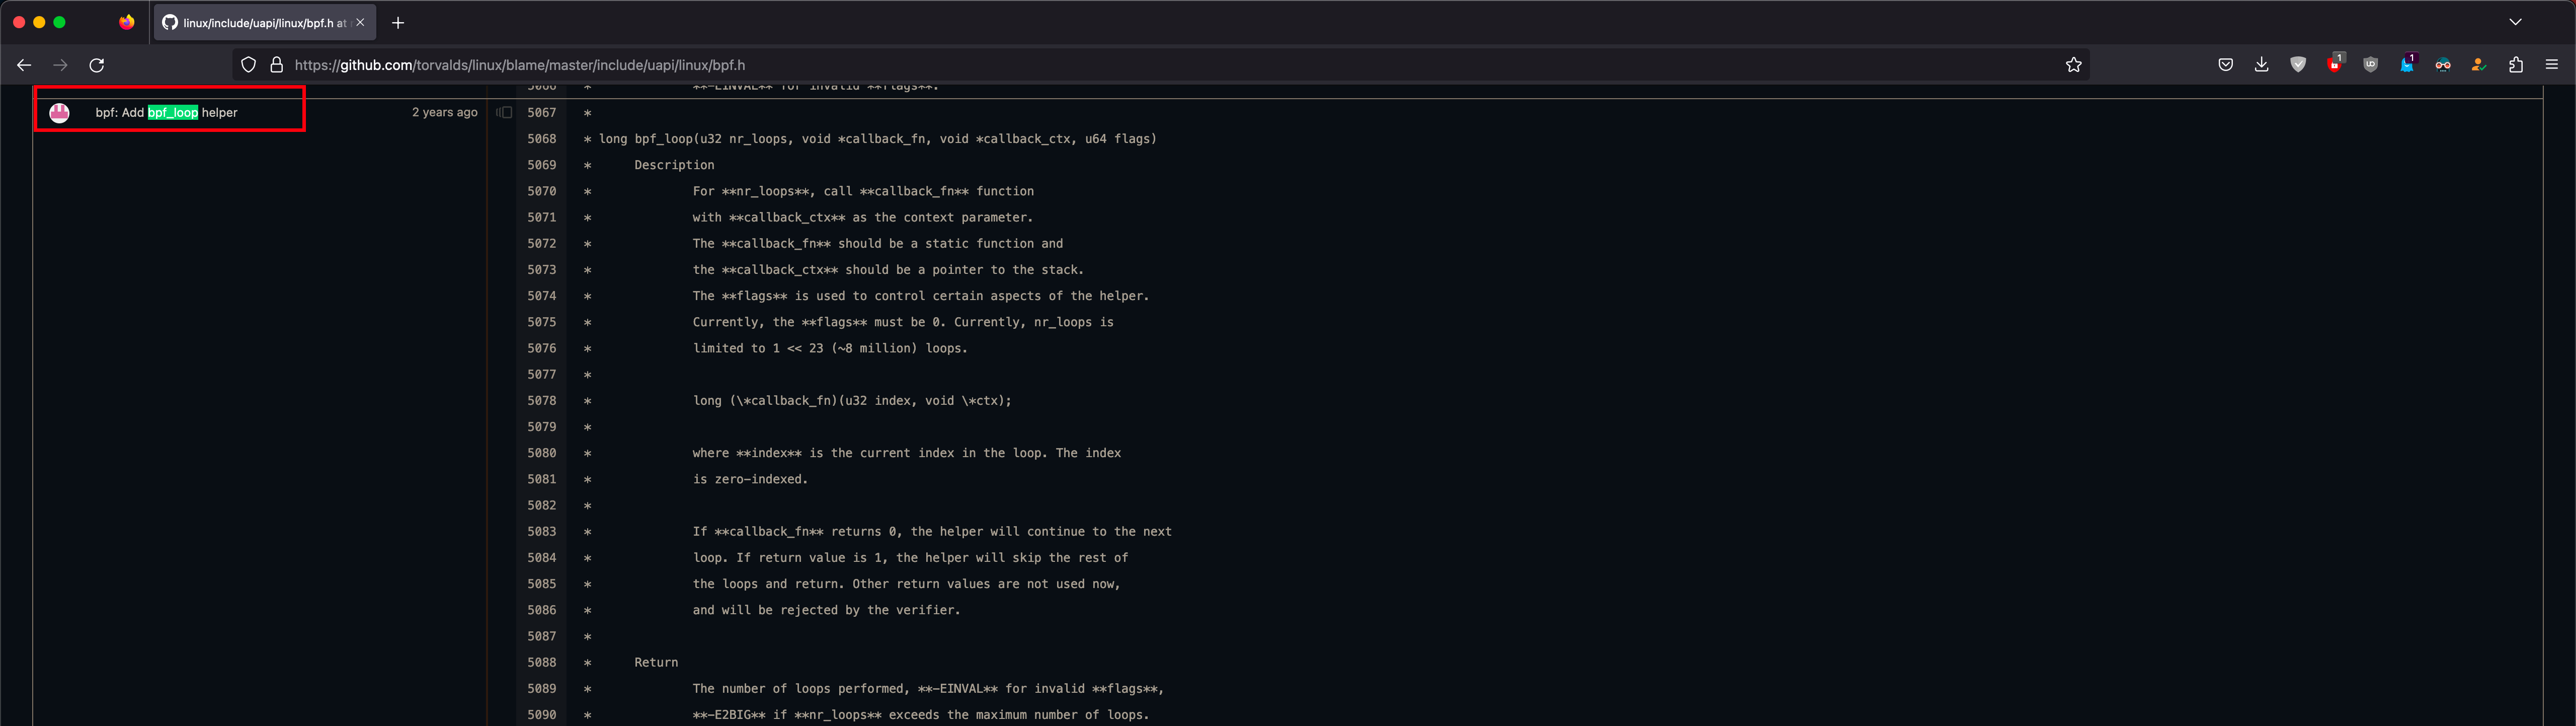 linux/include/uapi/linux/bpf.h at
https://github.com/torvalds/linux/blame/master/include/uapi/linux/bpf.h
1
1
5066 * **-EINVAL** for invalid **flags**.
bpf: Add bpf_loop helper 2 years ago 5067 *
5068 * long bpf_loop(u32 nr_loops, void *callback_fn, void *callback_ctx, u64 flags)
5069 * Description
5070 * For **nr_loops**, call **callback_fn** function
5071 * with **callback_ctx** as the context parameter.
5072 * The **callback_fn** should be a static function and
5073 * the **callback_ctx** should be a pointer to the stack.
5074 * The **flags** is used to control certain aspects of the helper.
5075 * Currently, the **flags** must be 0. Currently, nr_loops is
5076 * limited to 1 << 23 (~8 million) loops.
5077 *
5078 * long (\*callback_fn)(u32 index, void \*ctx);
5079 *
5080 * where **index** is the current index in the loop. The index
5081 * is zero-indexed.
5082 *
5083 * If **callback_fn** returns 0, the helper will continue to the next
5084 * loop. If return value is 1, the helper will skip the rest of
5085 * the loops and return. Other return values are not used now,
5086 * and will be rejected by the verifier.
5087 *
5088 * Return
5089 * The number of loops performed, **-EINVAL** for invalid **flags**,
5090 * **-E2BIG** if **nr_loops** exceeds the maximum number of loops.